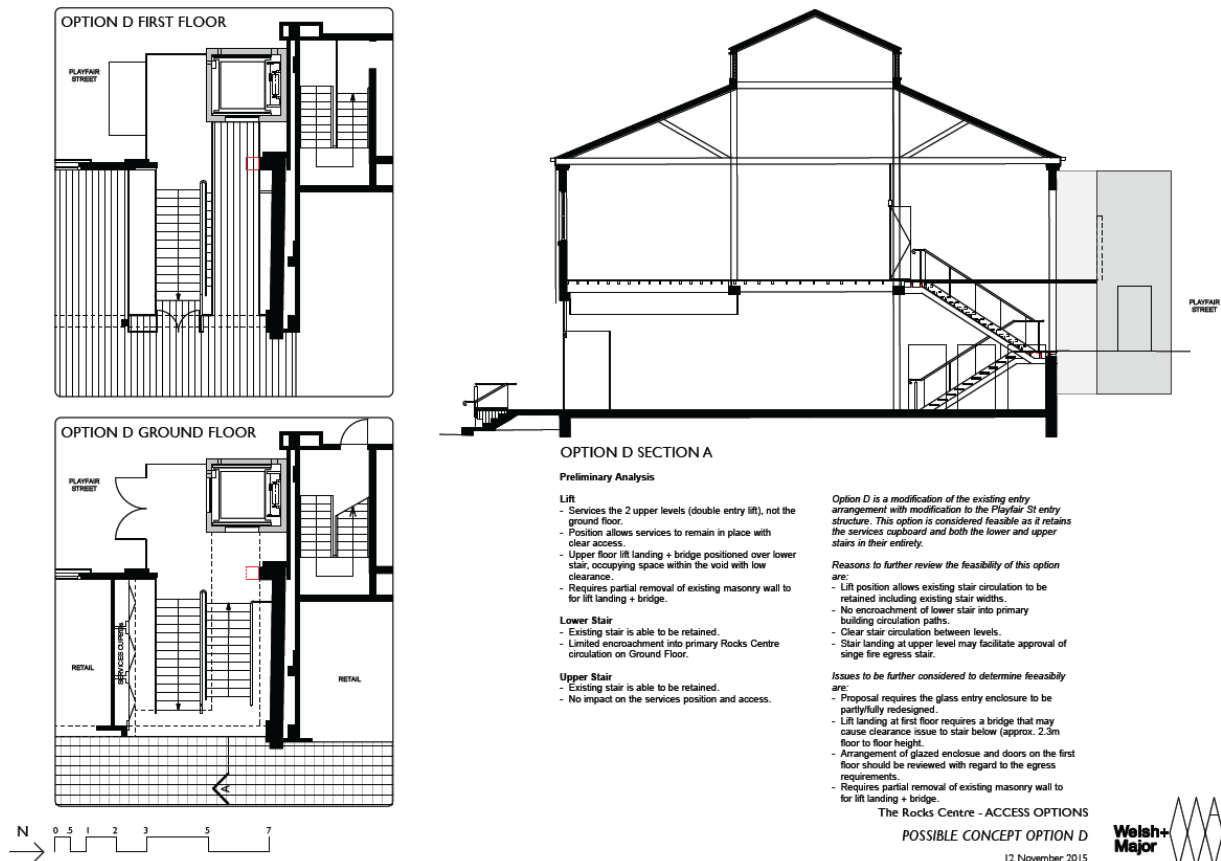 OPTION D FIRST FLOOR
PLAYFAIR
STREET
OPTION D GROUND FLOOR
PLAYFAIR
STREET
RETAIL
SERVICES CUPB'DS
RETAIL
A
N
0 .5 1 2 3 5 7
PLAYFAIR
STREET
OPTION D SECTION A
Preliminary Analysis
Lift
- Services the 2 upper levels (double entry lift), not the
ground floor.
- Position allows services to remain in place with
clear access.
- Upper floor lift landing + bridge positioned over lower
stair, occupying space within the void with low
clearance.
- Requires partial removal of existing masonry wall to
for lift landing + bridge.
Lower Stair
- Existing stair is able to be retained.
- Limited encroachment into primary Rocks Centre
circulation on Ground Floor.
Upper Stair
- Existing stair is able to be retained.
- No impact on the services position and access.
Option D is a modification of the existing entry
arrangement with modification to the Playfair St entry
structure. This option is considered feasible as it retains
the services cupboard and both the lower and upper
stairs in their entirety.
Reasons to further review the feasibility of this option
are:
- Lift position allows existing stair circulation to be
retained including existing stair widths.
- No encroachment of lower stair into primary
building circulation paths.
- Clear stair circulation between levels.
- Stair landing at upper level may facilitate approval of
singe fire egress stair.
Issues to be further considered to determine feeasibily
are:
- Proposal requires the glass entry enclosure to be
partly/fully redesigned.
- Lift landing at first floor requires a bridge that may
cause clearance issue to stair below (approx. 2.3m
floor to floor height.
- Arrangement of glazed enclosue and doors on the first
floor should be reviewed with regard to the egress
requirements.
- Requires partial removal of existing masonry wall to
for lift landing + bridge.
The Rocks Centre - ACCESS OPTIONS
POSSIBLE CONCEPT OPTION D
12 November 2015
Welsh+
Major